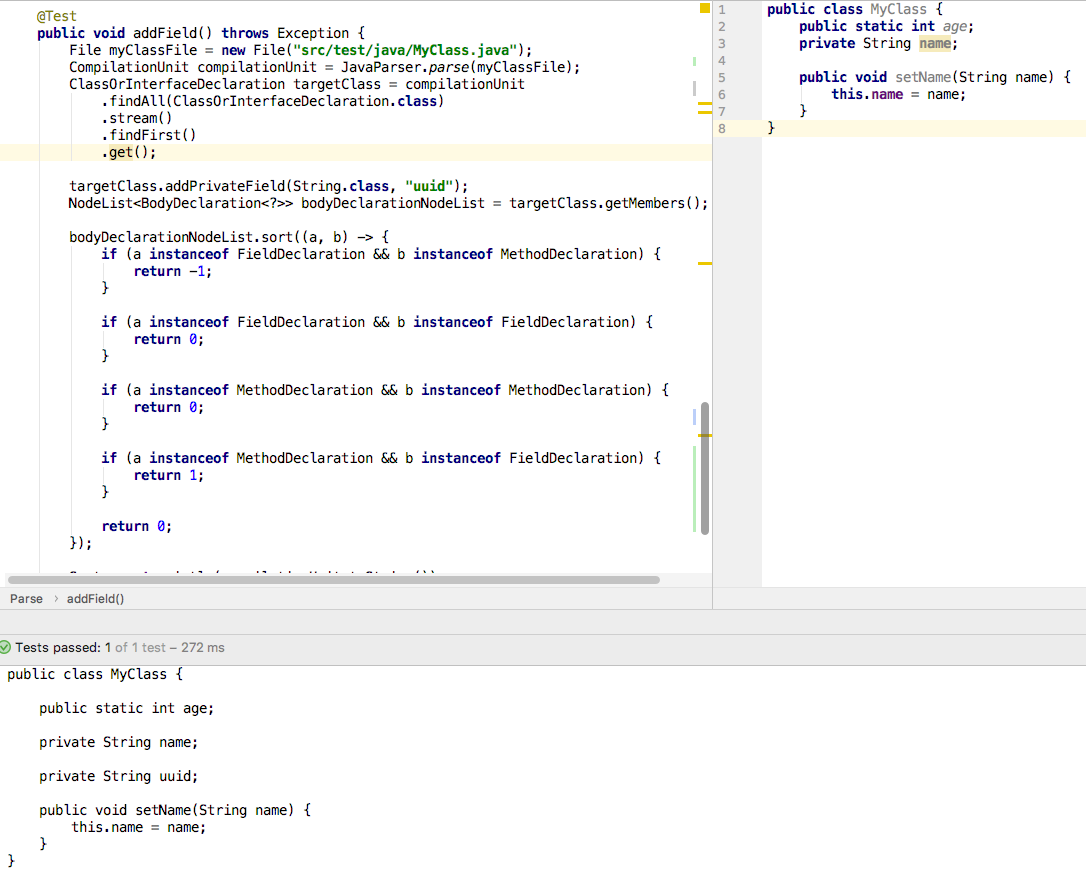 @Test
public void addField() throws Exception {
    File myClassFile = new File("src/test/java/MyClass.java");
    CompilationUnit compilationUnit = JavaParser.parse(myClassFile);
    ClassOrInterfaceDeclaration targetClass = compilationUnit
        .findAll(ClassOrInterfaceDeclaration.class)
        .stream()
        .findFirst()
        .get();

    targetClass.addPrivateField(String.class, "uuid");
    NodeList<BodyDeclaration<?>> bodyDeclarationNodeList = targetClass.getMembers();

    bodyDeclarationNodeList.sort((a, b) -> {
        if (a instanceof FieldDeclaration && b instanceof MethodDeclaration) {
            return -1;
        }

        if (a instanceof FieldDeclaration && b instanceof FieldDeclaration) {
            return 0;
        }

        if (a instanceof MethodDeclaration && b instanceof MethodDeclaration) {
            return 0;
        }

        if (a instanceof MethodDeclaration && b instanceof FieldDeclaration) {
            return 1;
        }

        return 0;
    });
Parse › addField()
1 public class MyClass {
2     public static int age;
3     private String name;
4
5     public void setName(String name) {
6         this.name = name;
7     }
8 }
Tests passed: 1 of 1 test – 272 ms
public class MyClass {

    public static int age;

    private String name;

    private String uuid;

    public void setName(String name) {
        this.name = name;
    }
}